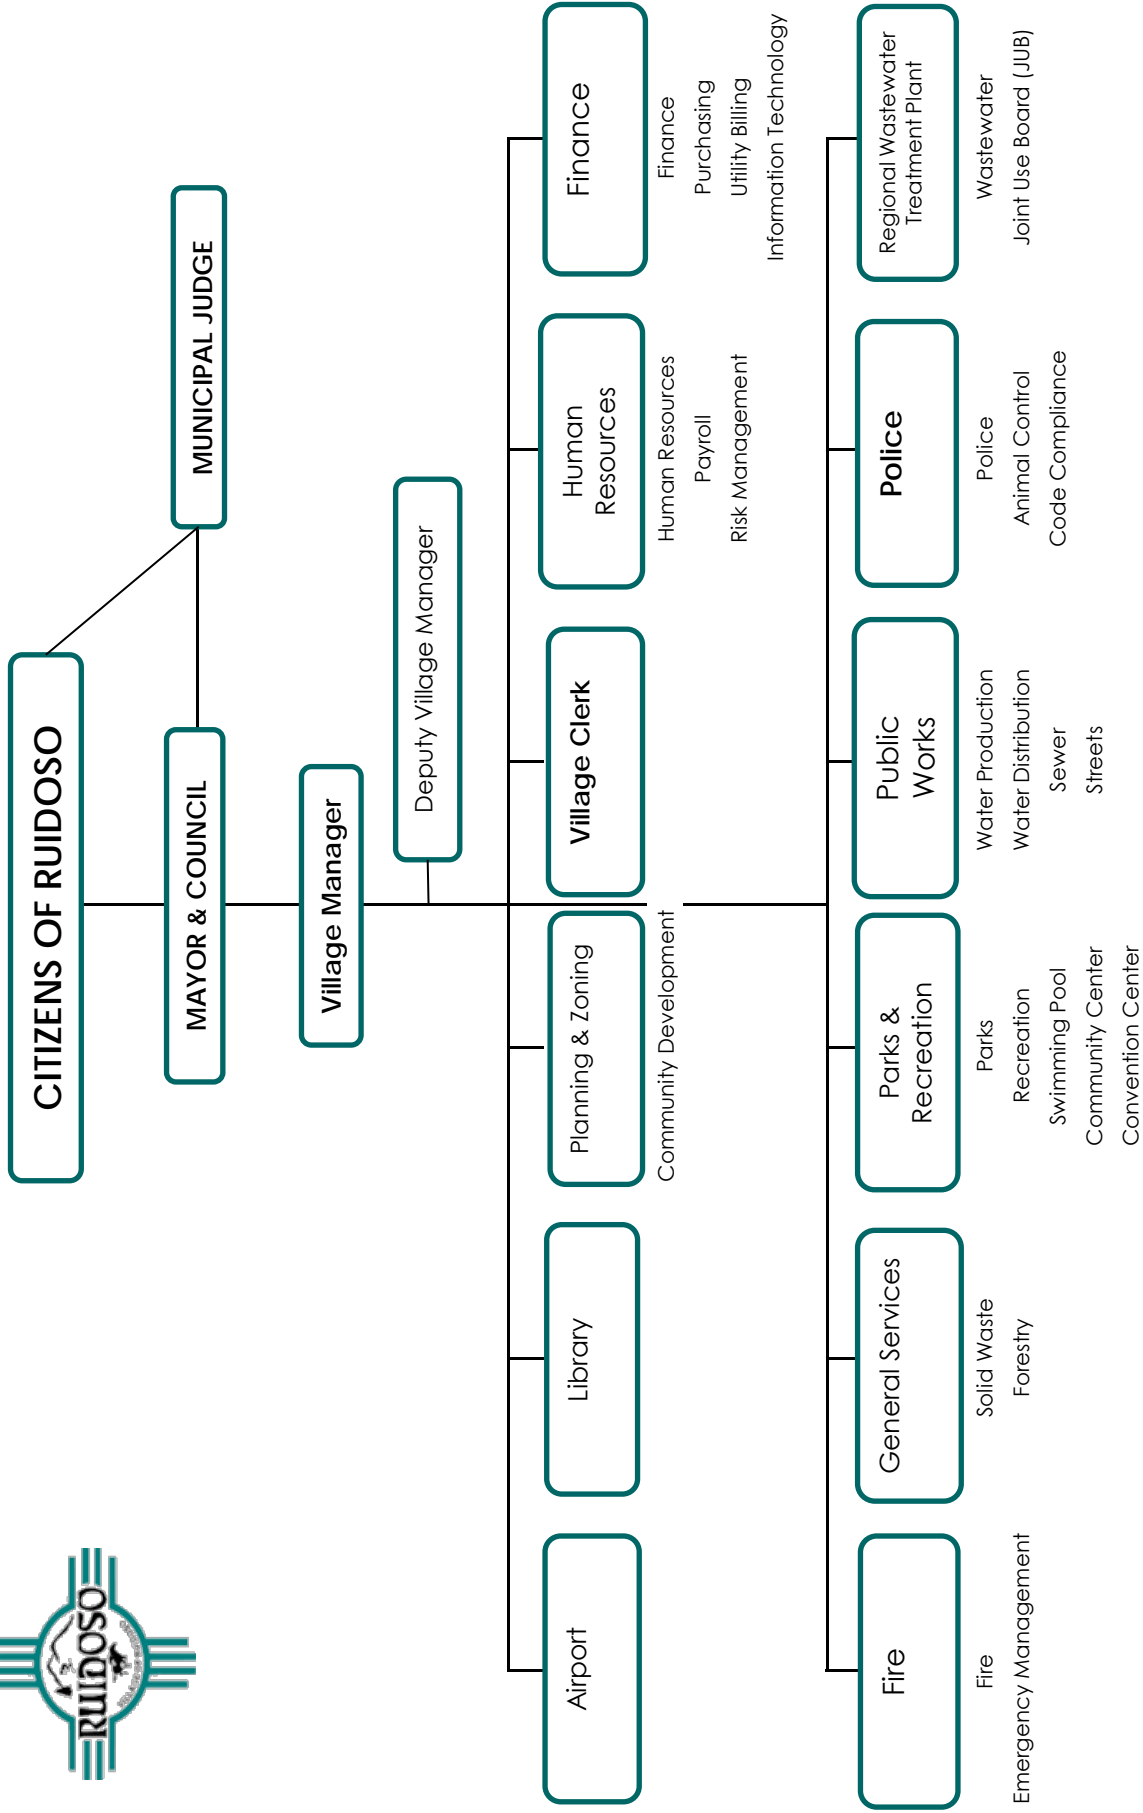 RUIDOSO
CITIZENS OF RUIDOSO
MUNICIPAL JUDGE
MAYOR & COUNCIL
Village Manager
Deputy Village Manager
Airport
Library
Planning & Zoning
Community Development
Village Clerk
Human
Resources
Human Resources
Payroll
Risk Management
Finance
Finance
Purchasing
Utility Billing
Information Technology
Fire
Fire
Emergency Management
General Services
Solid Waste
Forestry
Parks &
Recreation
Parks
Recreation
Swimming Pool
Community Center
Convention Center
Public
Works
Water Production
Water Distribution
Sewer
Streets
Police
Police
Animal Control
Code Compliance
Regional Wastewater
Treatment Plant
Wastewater
Joint Use Board (JUB)